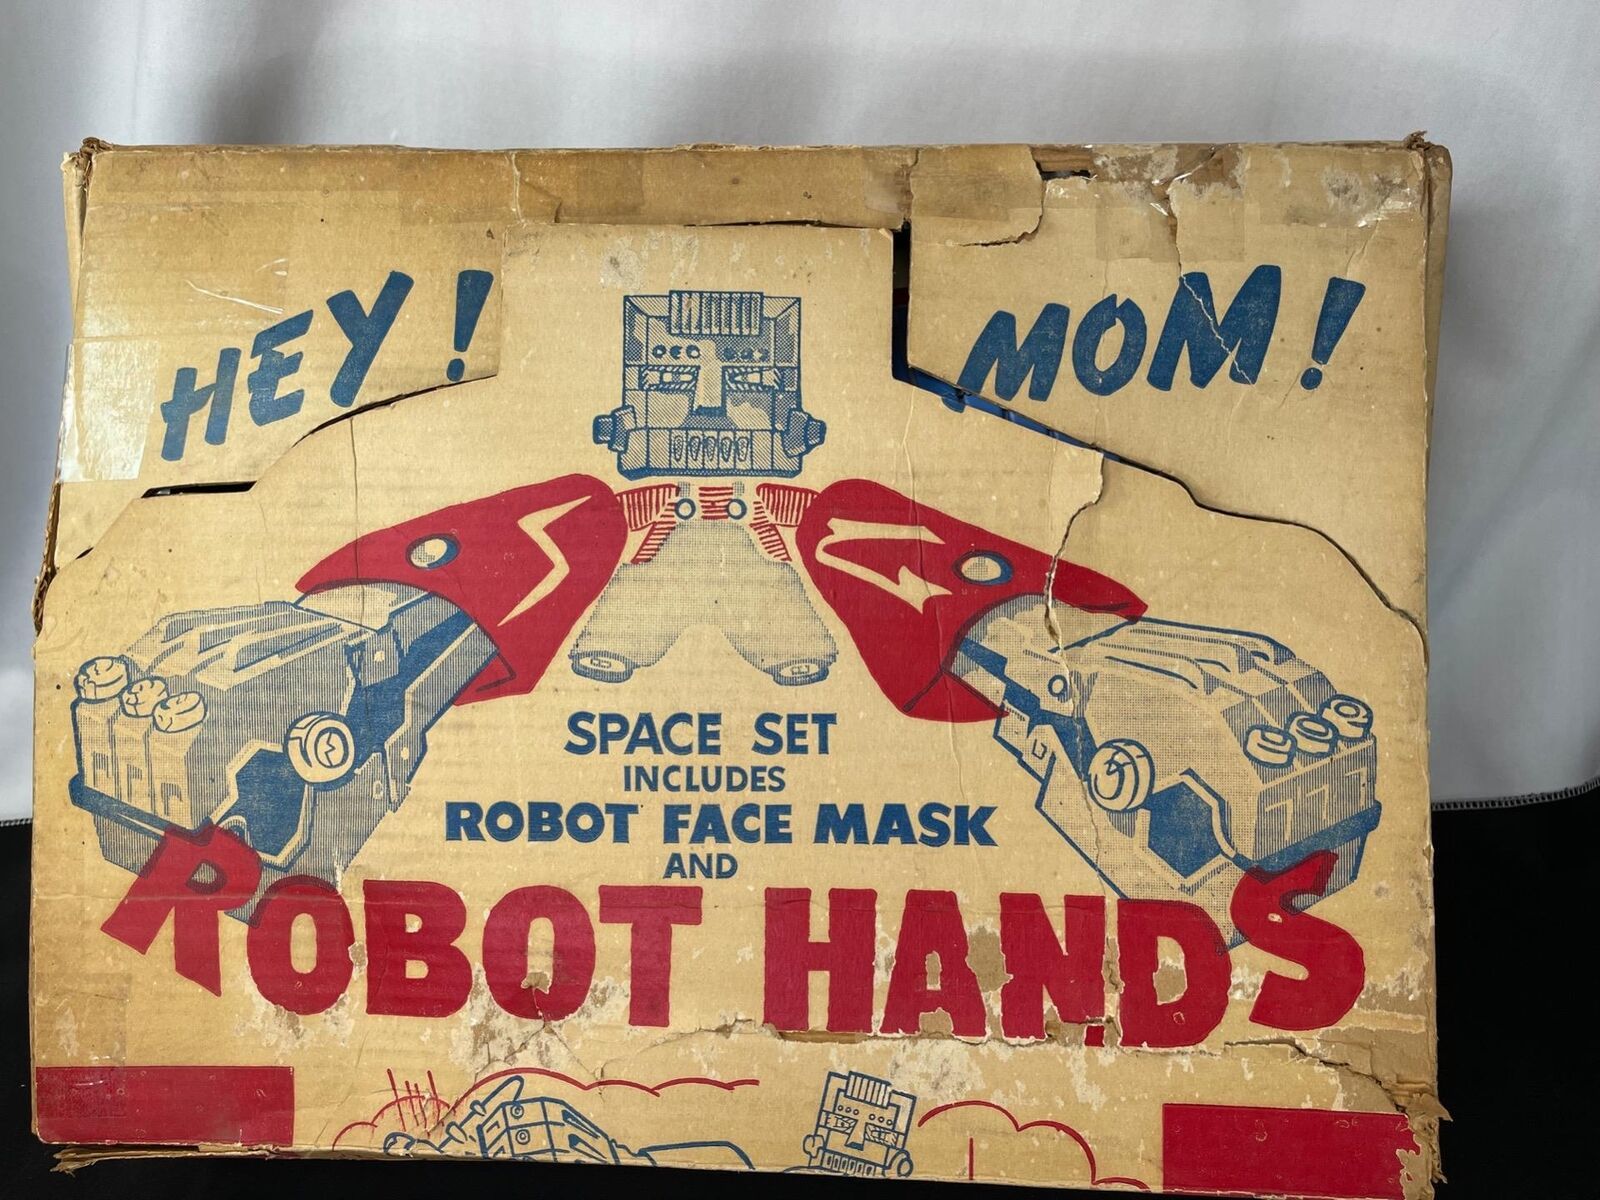 HEY!
MOM!
SPACE SET
INCLUDES
ROBOT FACE MASK
AND
ROBOT HANDS